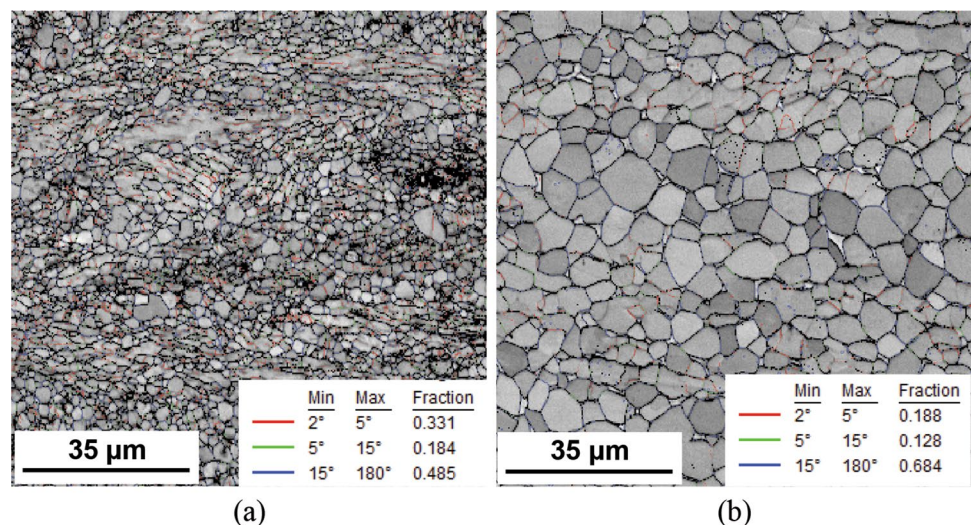 Min Max Fraction
2° 5° 0.331
5° 15° 0.184
15° 180° 0.485
35 µm
(a)
Min Max Fraction
2° 5° 0.188
5° 15° 0.128
15° 180° 0.684
35 µm
(b)